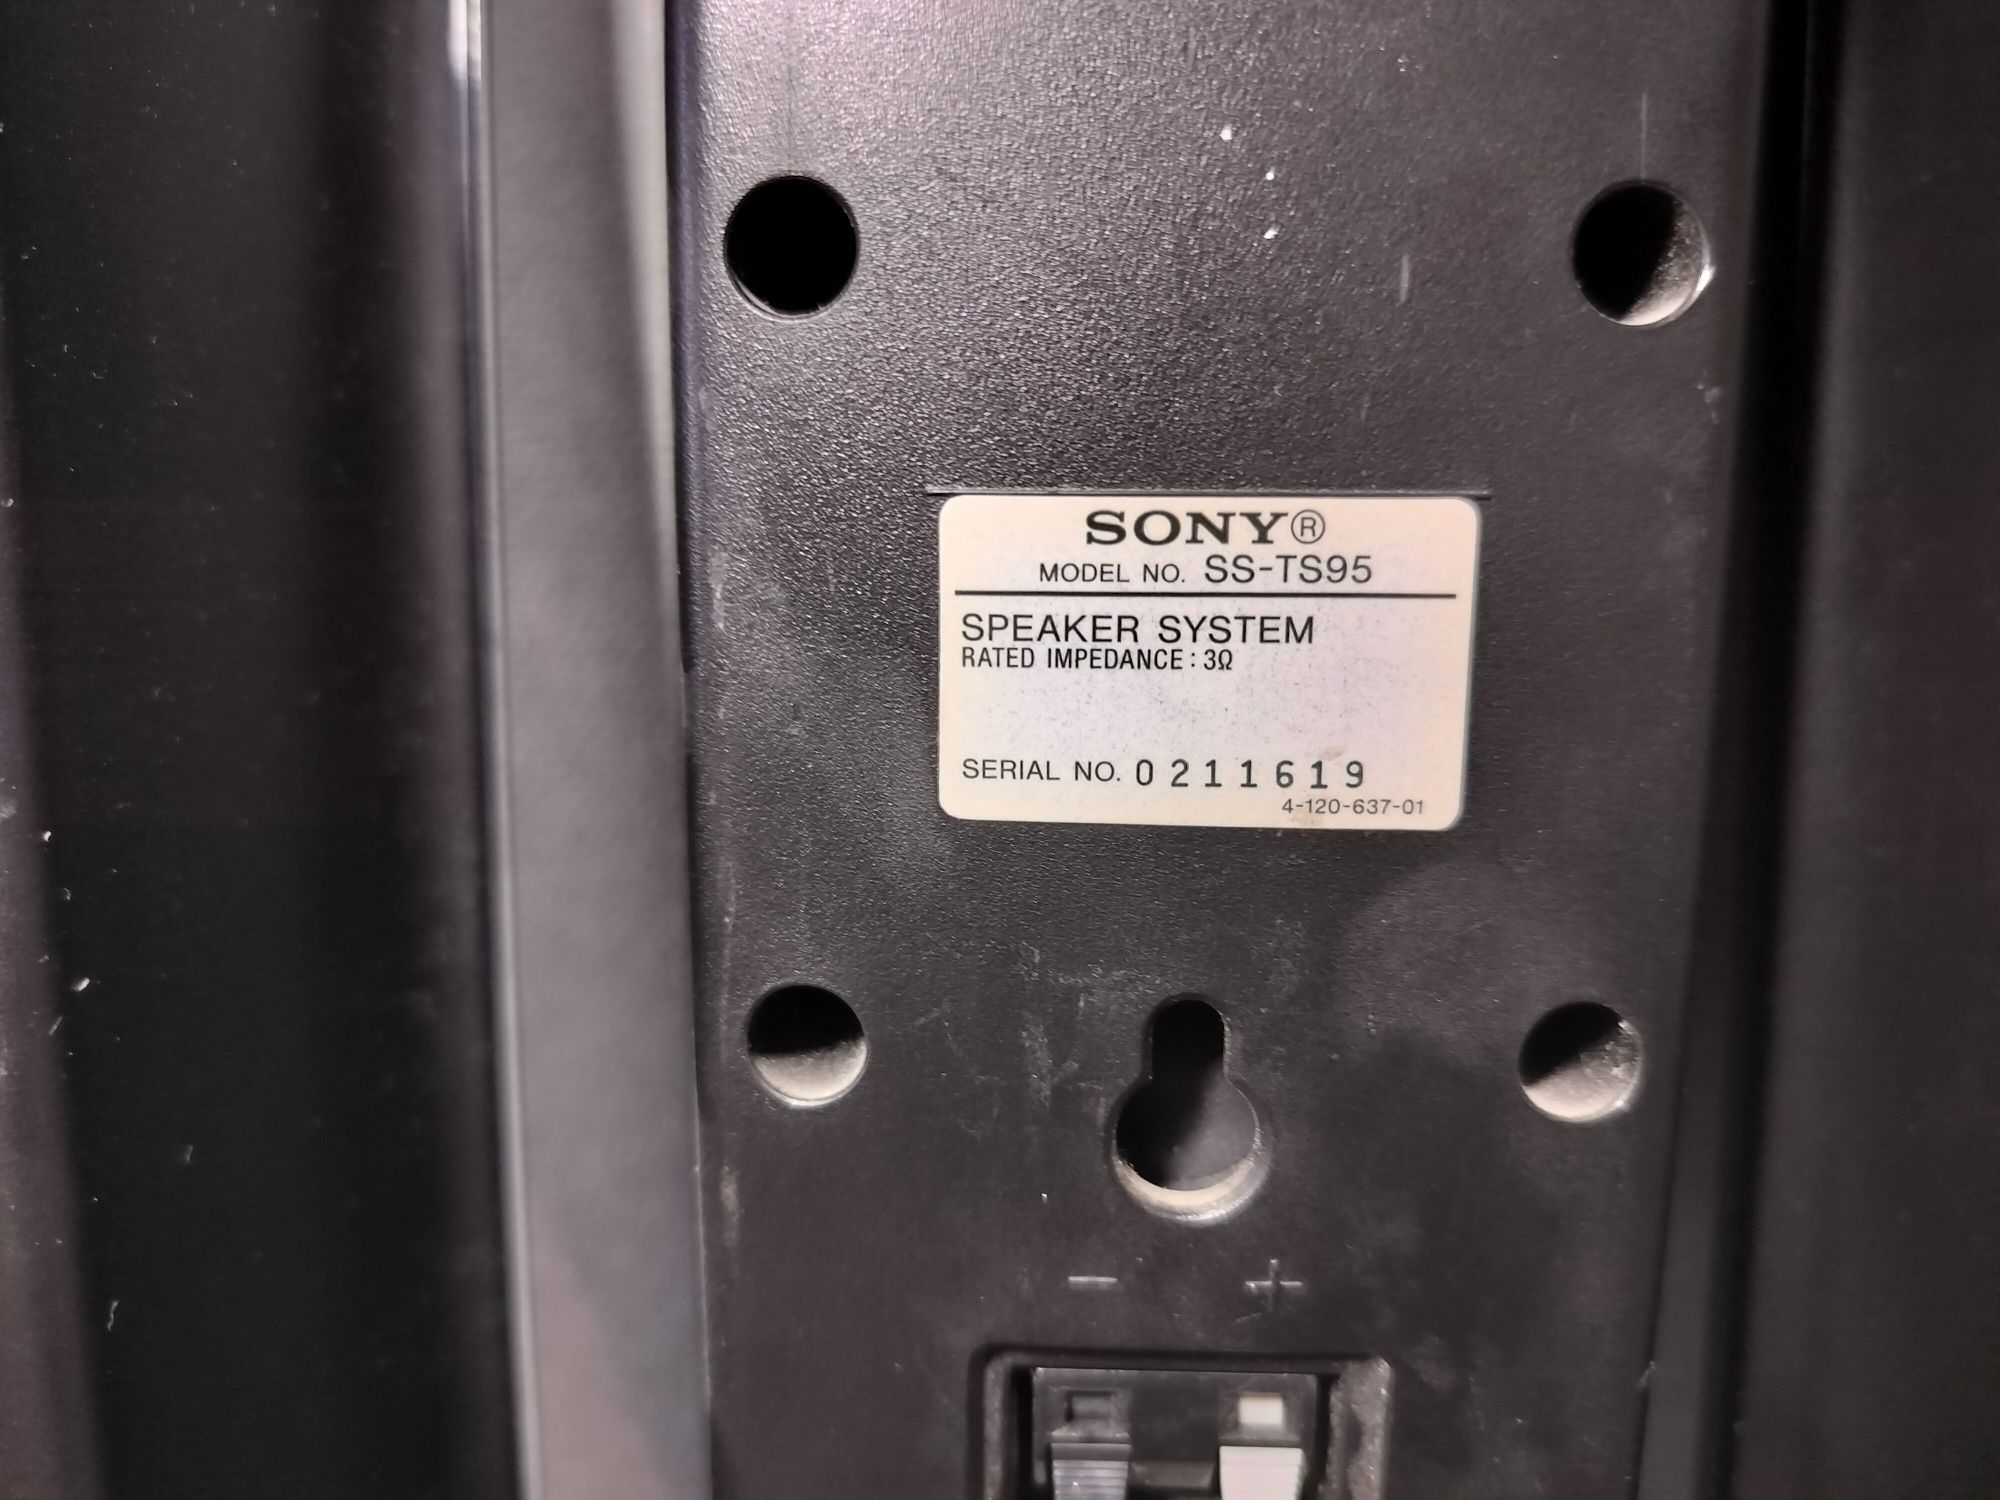 SONY®
MODEL NO. SS-TS95
SPEAKER SYSTEM
RATED IMPEDANCE : 3Ω
SERIAL NO. 0211619
4-120-637-01
− +